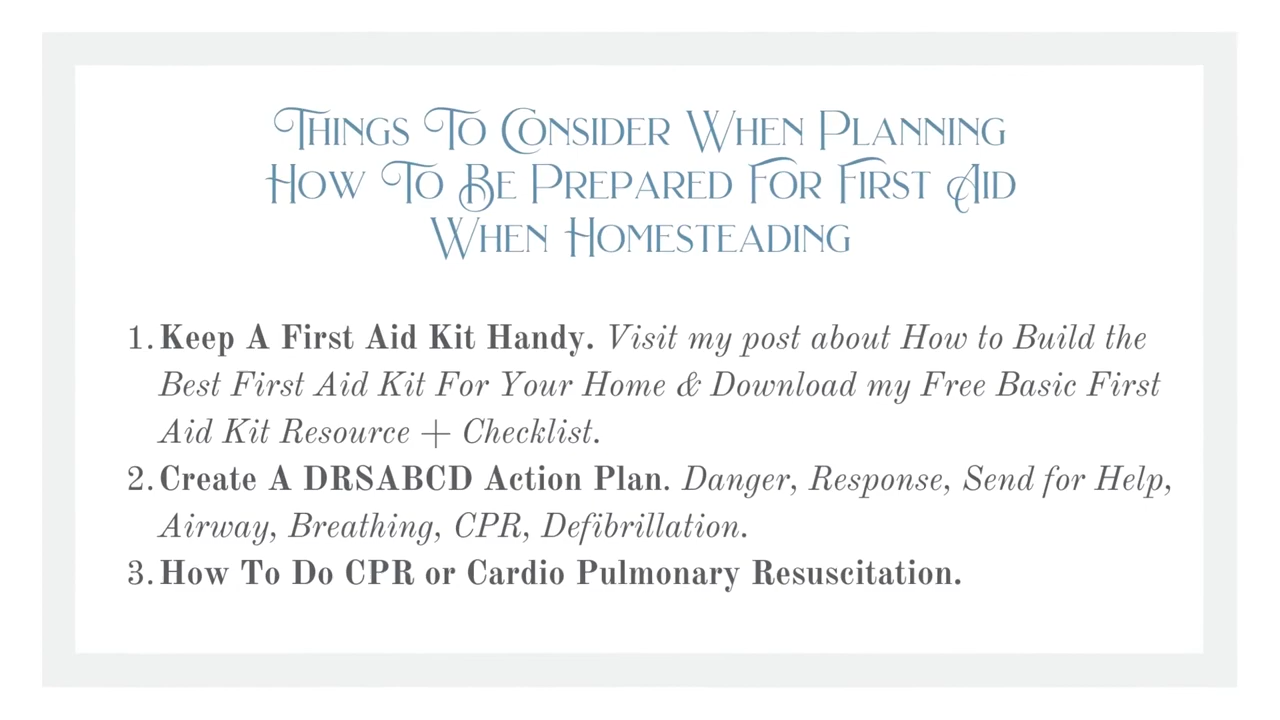 Things To Consider When Planning
How To Be Prepared For First Aid
When Homesteading
1. Keep A First Aid Kit Handy. Visit my post about How to Build the
Best First Aid Kit For Your Home & Download my Free Basic First
Aid Kit Resource + Checklist.
2. Create A DRSABCD Action Plan. Danger, Response, Send for Help,
Airway, Breathing, CPR, Defibrillation.
3. How To Do CPR or Cardio Pulmonary Resuscitation.